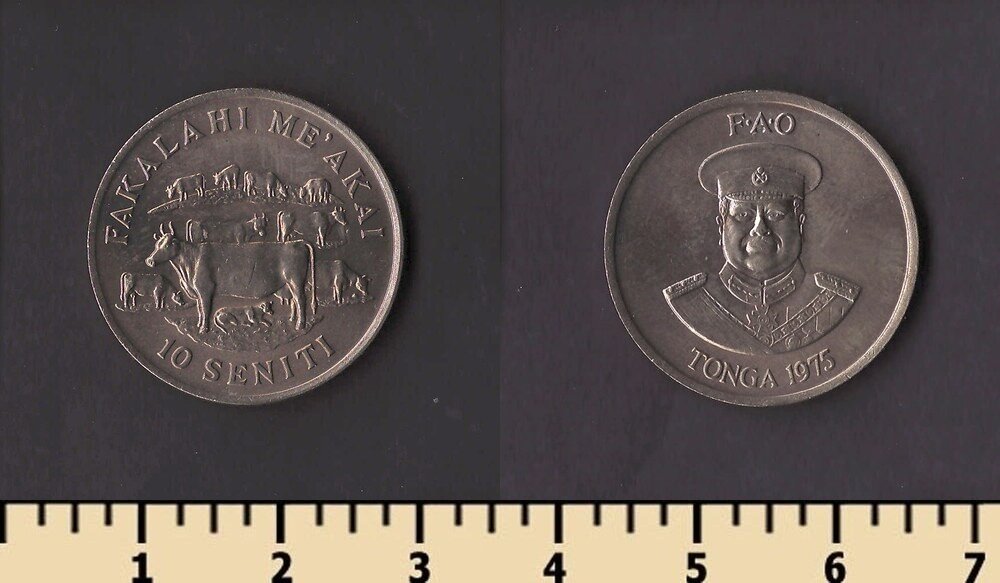 FAKALAHI ME'AKAI
10 SENITI
F·A·O
TONGA 1975
1 2 3 4 5 6 7